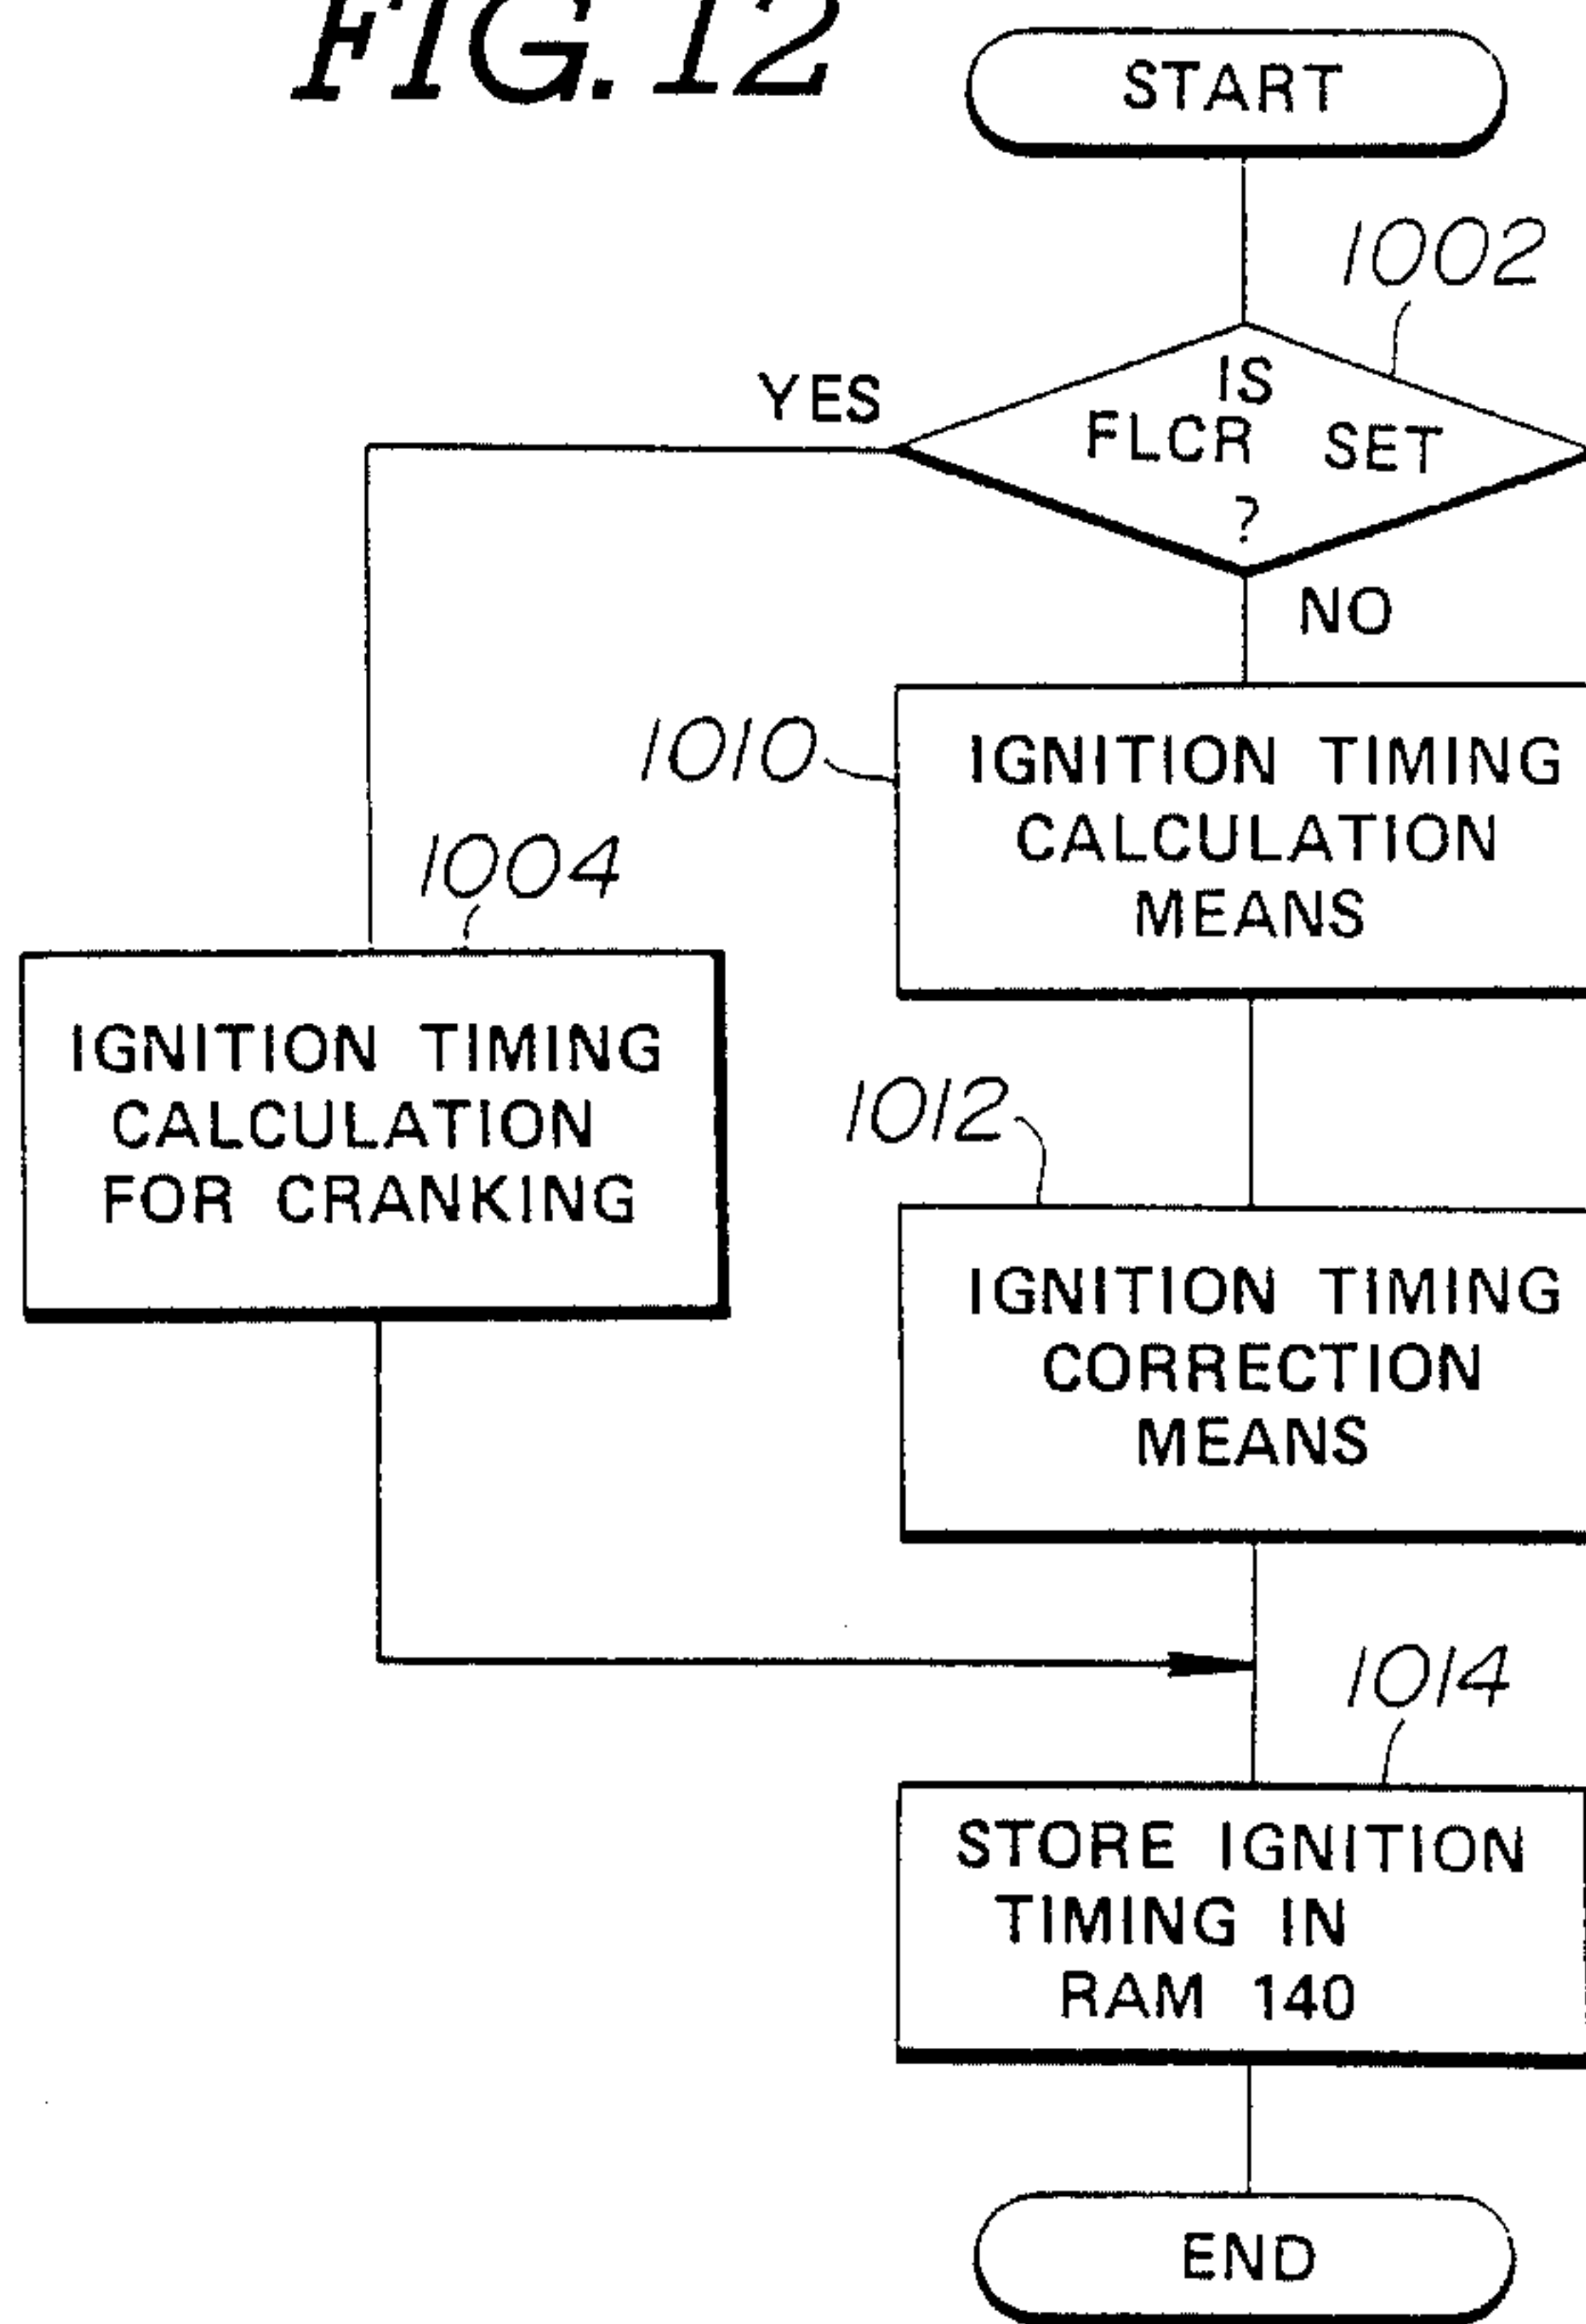 FIG. 12
START
1002
IS
FLCR SET
?
YES
NO
1010
IGNITION TIMING
CALCULATION
MEANS
1004
IGNITION TIMING
CALCULATION
FOR CRANKING
1012
IGNITION TIMING
CORRECTION
MEANS
1014
STORE IGNITION
TIMING IN
RAM 140
END